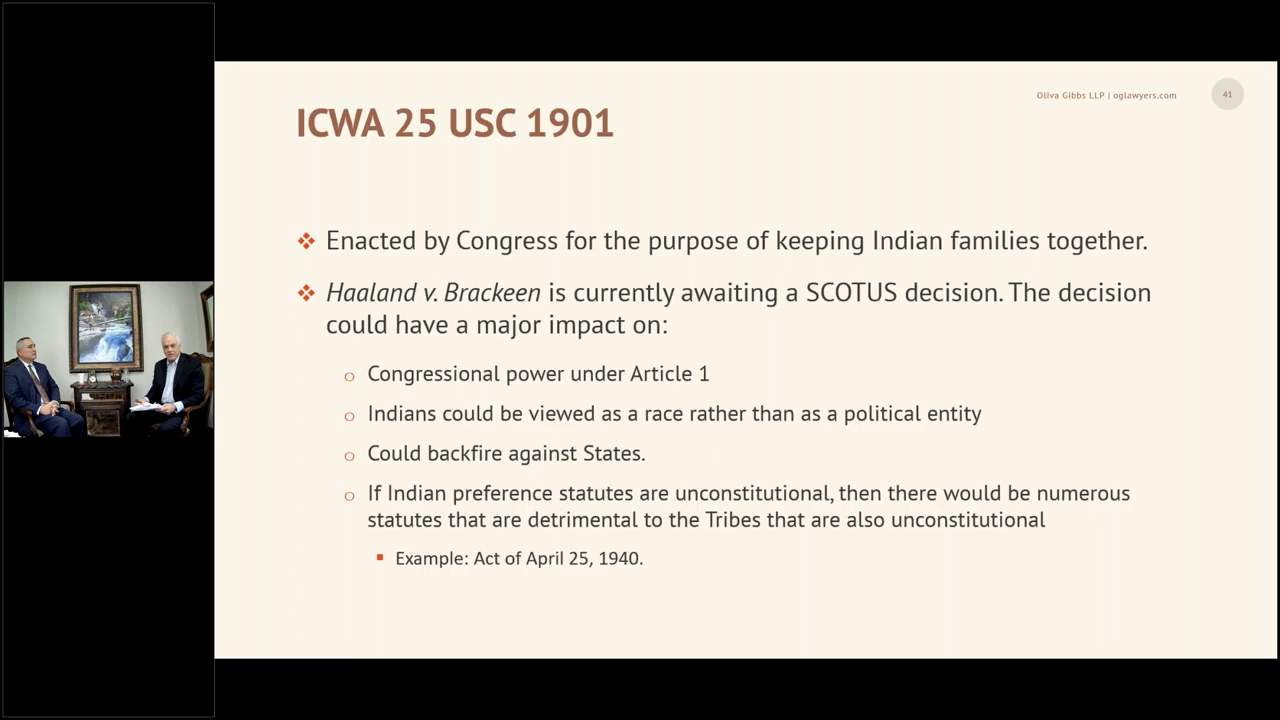 Oliva Gibbs LLP | oglawyers.com
41
ICWA 25 USC 1901
Enacted by Congress for the purpose of keeping Indian families together.
Haaland v. Brackeen is currently awaiting a SCOTUS decision. The decision
could have a major impact on:
Congressional power under Article 1
Indians could be viewed as a race rather than as a political entity
Could backfire against States.
If Indian preference statutes are unconstitutional, then there would be numerous
statutes that are detrimental to the Tribes that are also unconstitutional
Example: Act of April 25, 1940.